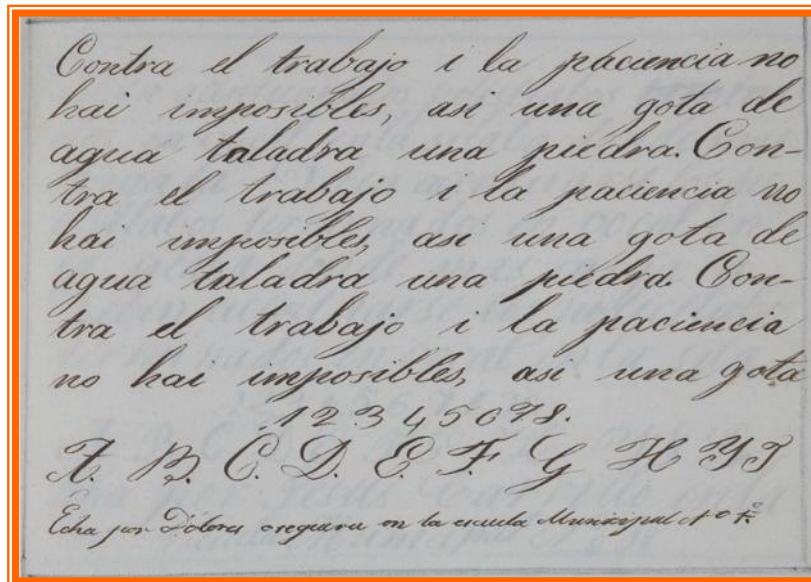 Contra el trabajo i la paciencia no
hai imposibles, asi una gota de
agua taladra una piedra. Con-
tra el trabajo i la paciencia no
hai imposibles, asi una gota de
agua taladra una piedra. Con-
tra el trabajo i la paciencia
no hai imposibles, asi una gota
1 2 3 4 5 6 7 8.
A. B. C. D. E. F. G H Y J
Echa por Dolores oseguera en la escuela Municipal No